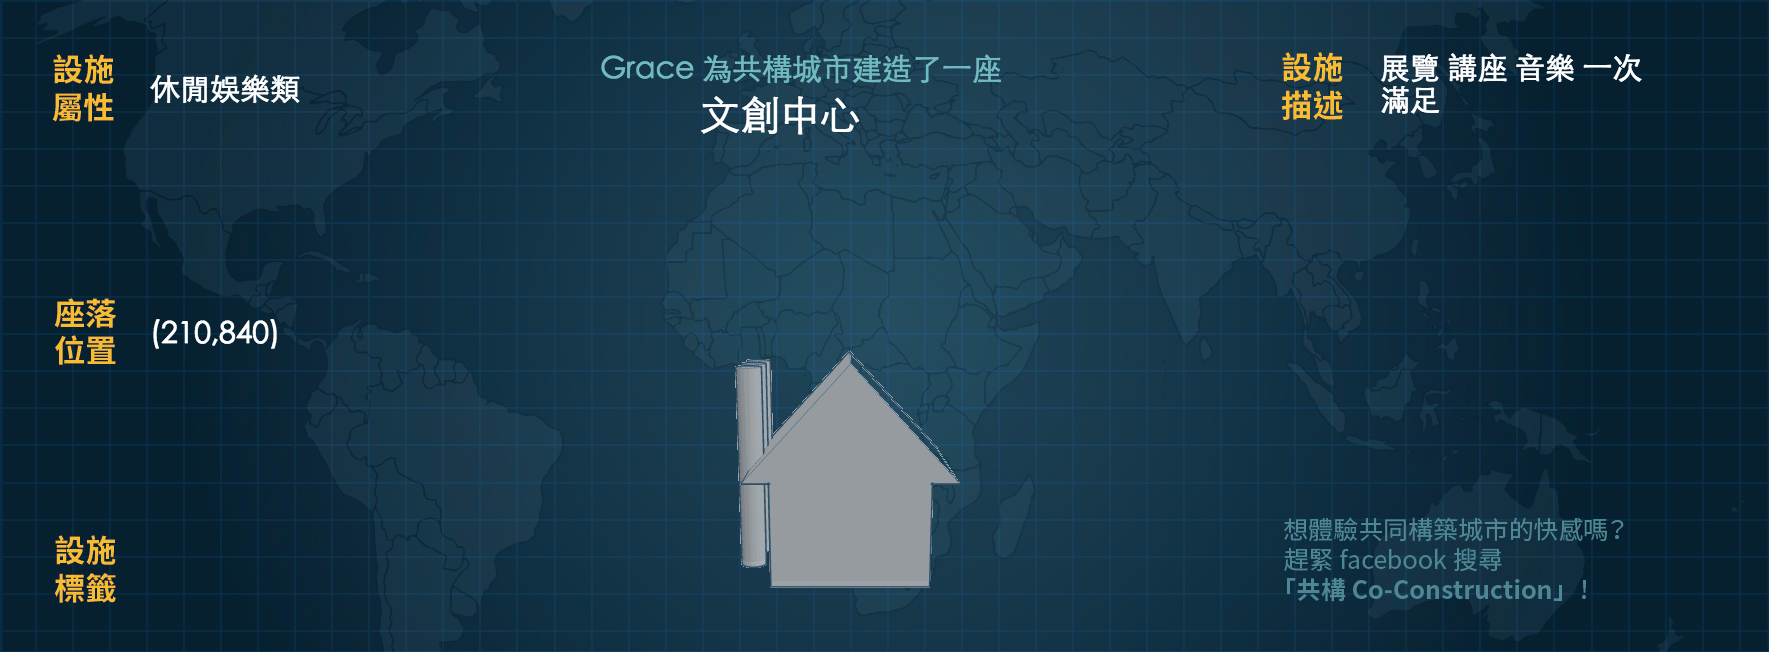 設施
屬性
休閒娛樂類
Grace 為共構城市建造了一座
文創中心
設施
描述
展覽 講座 音樂 一次
滿足
座落
位置
(210,840)
設施
標籤
想體驗共同構築城市的快感嗎?
趕緊 facebook 搜尋
「共構 Co-Construction」!